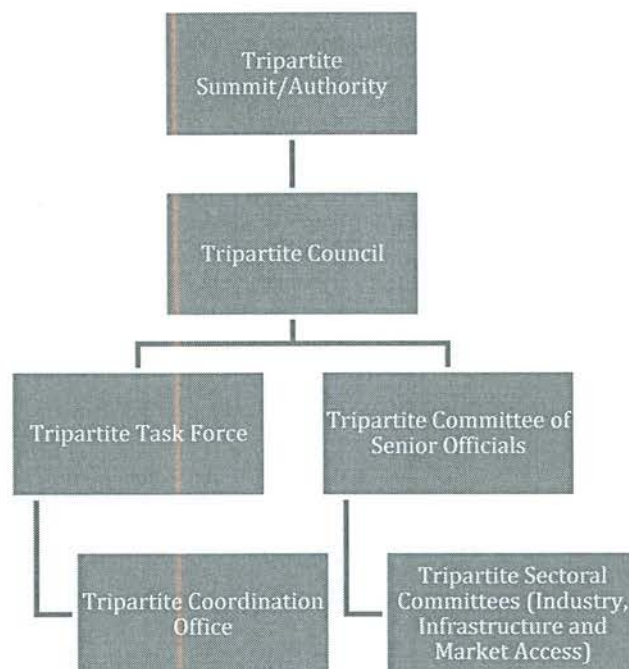 Tripartite
Summit/Authority
Tripartite Council
Tripartite Task Force
Tripartite Committee of
Senior Officials
Tripartite Coordination
Office
Tripartite Sectoral
Committees (Industry,
Infrastructure and
Market Access)